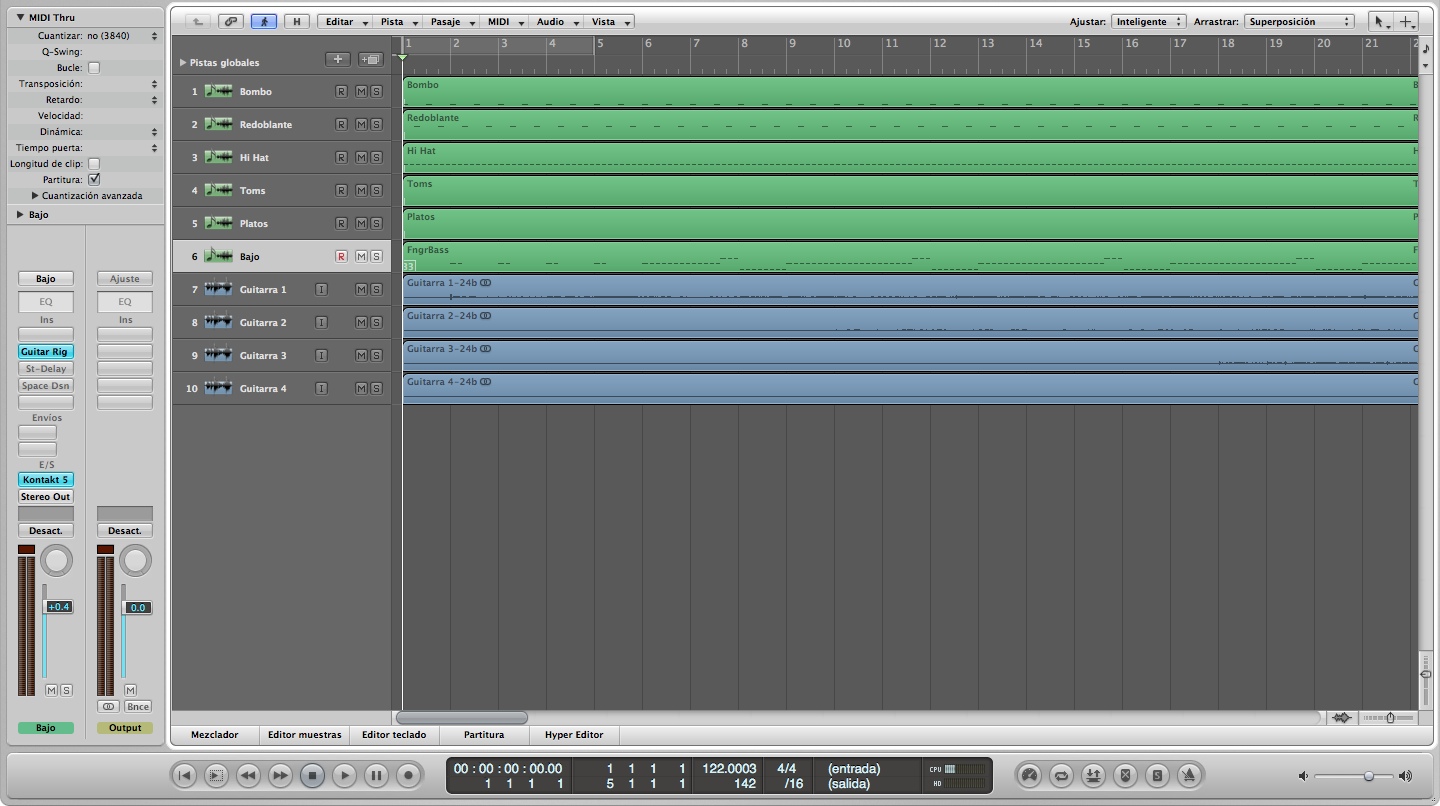 MIDI Thru
Cuantizar: no (3840)
Q-Swing:
Bucle:
Transposición:
Retardo:
Velocidad:
Dinámica:
Tiempo puerta:
Longitud de clip:
Partitura:
Cuantización avanzada
Bajo
Bajo Ajuste
EQ EQ
Ins Ins
Guitar Rig
St-Delay
Space Dsn
Envíos
E/S
Kontakt 5
Stereo Out
Desact. Desact.
+0.4 0.0
M S M
Bnce
Bajo Output
H Editar Pista Pasaje MIDI Audio Vista Ajustar: Inteligente Arrastrar: Superposición
1 2 3 4 5 6 7 8 9 10 11 12 13 14 15 16 17 18 19 20 21 2
Pistas globales
1 Bombo R M S Bombo B
2 Redoblante R M S Redoblante R
3 Hi Hat R M S Hi Hat H
4 Toms R M S Toms T
5 Platos R M S Platos P
6 Bajo R M S FngrBass F
33
7 Guitarra 1 I M S Guitarra 1-24b G
8 Guitarra 2 I M S Guitarra 2-24b G
9 Guitarra 3 I M S Guitarra 3-24b G
10 Guitarra 4 I M S Guitarra 4-24b G
Mezclador Editor muestras Editor teclado Partitura Hyper Editor
00 : 00 : 00 : 00.00 1 1 1 1 122.0003 4/4 (entrada) CPU
1 1 1 1 5 1 1 1 142 /16 (salida) HD
S